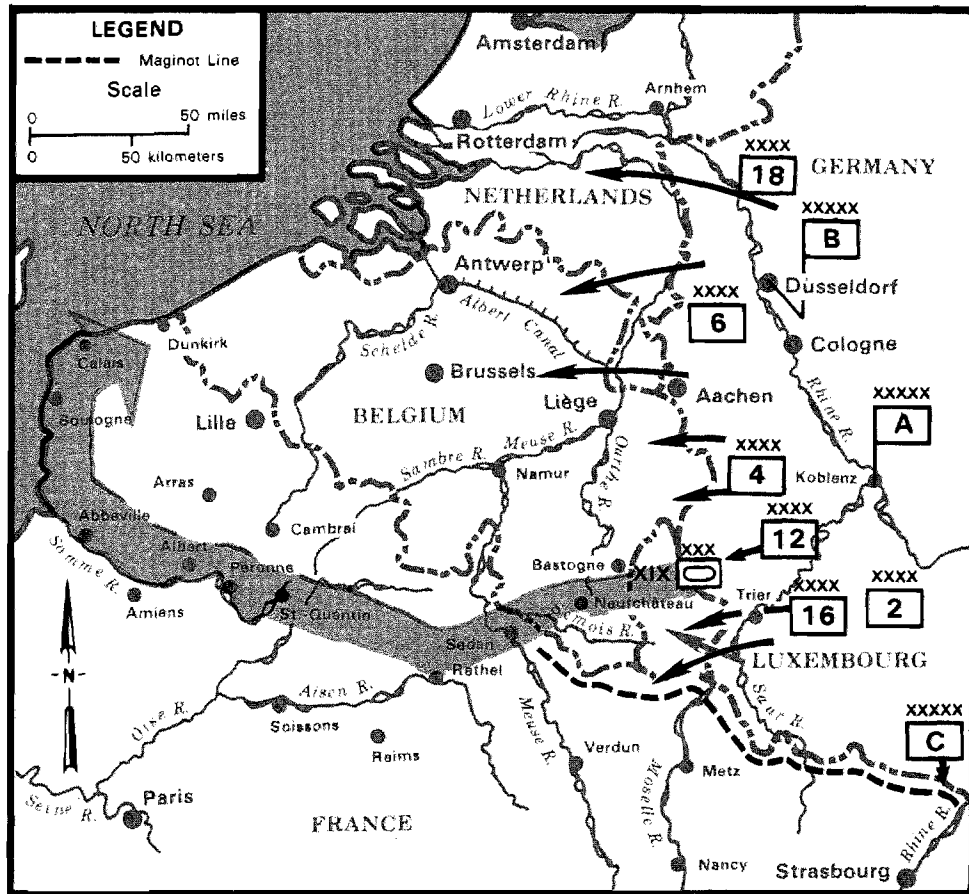 LEGEND
Maginot Line
Scale
0 50 miles
0 50 kilometers
Amsterdam
Arnhem
Lower Rhine R.
Rotterdam
XXXX
18
GERMANY
NETHERLANDS
XXXXX
B
NORTH SEA
Antwerp
Düsseldorf
XXXX
6
Albert Canal
Schelde R.
Dunkirk
Calais
Cologne
Brussels
Aachen
Rhine R.
Boulogne
Lille
BELGIUM
Liège
XXXXX
A
Meuse R.
Sambre R.
Ourthe R.
Namur
XXXX
4
Koblenz
Arras
Abbeville
Cambrai
XXXX
12
Somme R.
Albert
Bastogne
XXX
XIX
Peronne
Amiens
St. Quentin
Neufchâteau
XXXX
16
Trier
XXXX
2
Semois R.
Sedan
LUXEMBOURG
Rethel
-N-
Aisen R.
Oise R.
Soissons
Meuse R.
Saur R.
XXXXX
C
Reims
Verdun
Metz
Moselle R.
Seine R.
Paris
FRANCE
Nancy
Strasbourg
Rhine R.